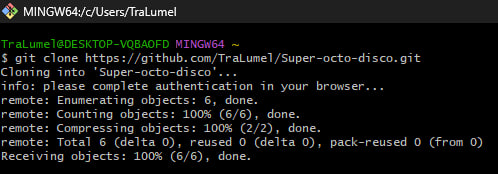 MINGW64:/c/Users/TraLumel
TraLumel@DESKTOP-VQBAOFD MINGW64 ~
$ git clone https://github.com/TraLumel/Super-octo-disco.git
Cloning into 'Super-octo-disco'...
info: please complete authentication in your browser...
remote: Enumerating objects: 6, done.
remote: Counting objects: 100% (6/6), done.
remote: Compressing objects: 100% (2/2), done.
remote: Total 6 (delta 0), reused 0 (delta 0), pack-reused 0 (from 0)
Receiving objects: 100% (6/6), done.